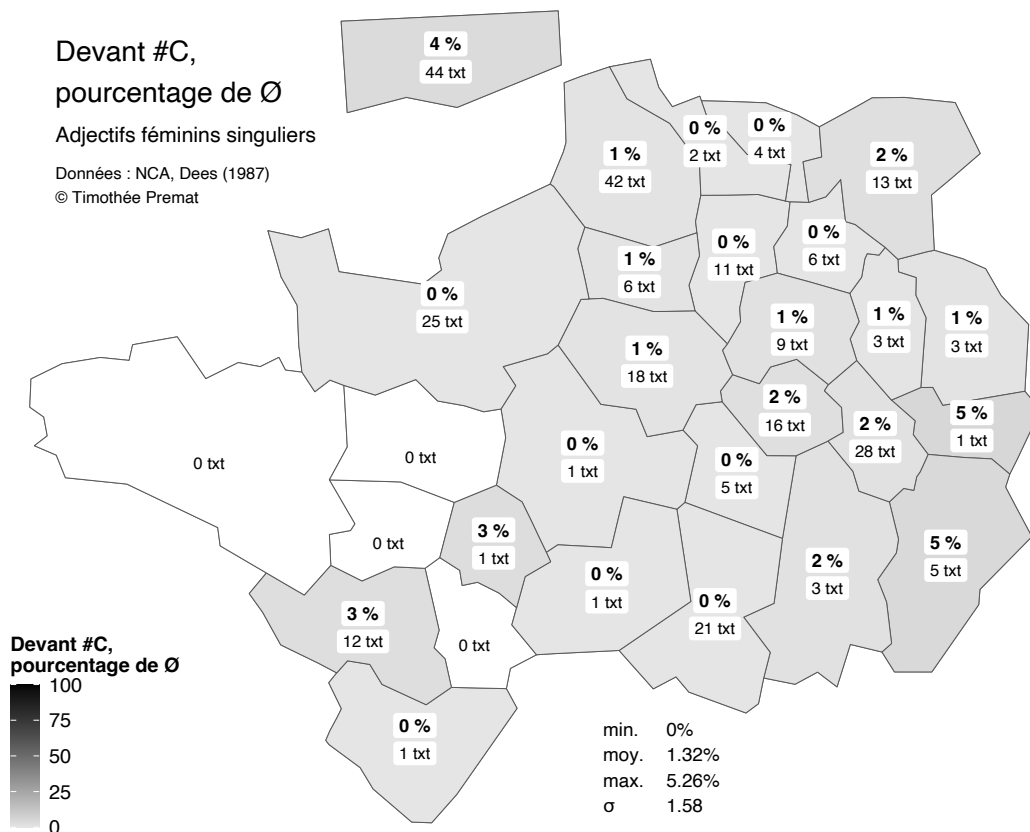 Devant #C,
pourcentage de Ø
Adjectifs féminins singuliers
Données : NCA, Dees (1987)
© Timothée Premat
4 %
44 txt
0 %
2 txt
0 %
4 txt
1 %
42 txt
2 %
13 txt
0 %
6 txt
0 %
11 txt
1 %
6 txt
0 %
25 txt
1 %
9 txt
1 %
3 txt
1 %
3 txt
1 %
18 txt
2 %
16 txt
2 %
28 txt
5 %
1 txt
0 txt
0 txt
0 %
1 txt
0 %
5 txt
0 txt
3 %
1 txt
5 %
5 txt
2 %
3 txt
0 %
1 txt
0 %
21 txt
3 %
12 txt
0 txt
0 %
1 txt
Devant #C,
pourcentage de Ø
100
75
50
25
0
min. 0%
moy. 1.32%
max. 5.26%
σ 1.58